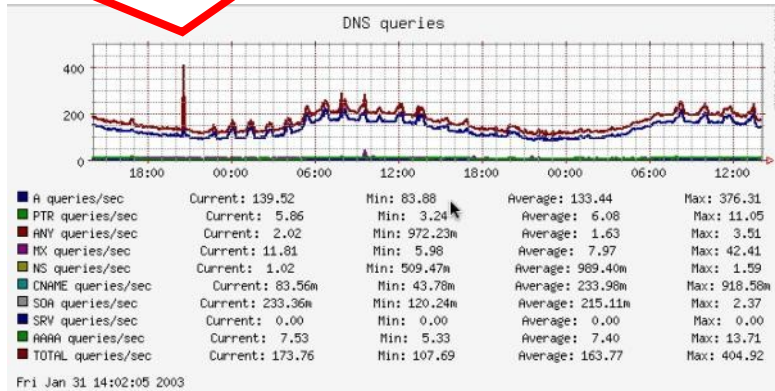 DNS queries
400
200
0
18:00 00:00 06:00 12:00 18:00 00:00 06:00 12:00
A queries/sec Current: 139.52 Min: 83.88 Average: 133.44 Max: 376.31
PTR queries/sec Current: 5.86 Min: 3.24 Average: 6.08 Max: 11.05
ANY queries/sec Current: 2.02 Min: 972.23m Average: 1.63 Max: 3.51
MX queries/sec Current: 11.81 Min: 5.98 Average: 7.97 Max: 42.41
NS queries/sec Current: 1.02 Min: 509.47m Average: 989.40m Max: 1.59
CNAME queries/sec Current: 83.56m Min: 43.78m Average: 233.98m Max: 918.58m
SOA queries/sec Current: 233.36m Min: 120.24m Average: 215.11m Max: 2.37
SRV queries/sec Current: 0.00 Min: 0.00 Average: 0.00 Max: 0.00
AAAA queries/sec Current: 7.53 Min: 5.33 Average: 7.40 Max: 13.71
TOTAL queries/sec Current: 173.76 Min: 107.69 Average: 163.77 Max: 404.92
Fri Jan 31 14:02:05 2003